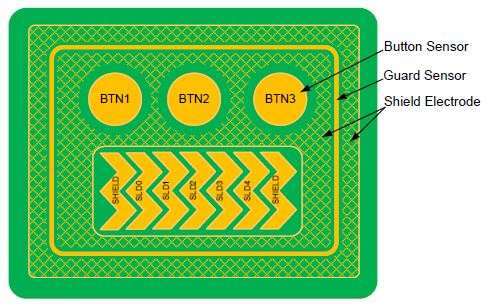 Button Sensor
Guard Sensor
Shield Electrode
BTN1 BTN2 BTN3
SHIELD SLD0 SLD1 SLD2 SLD3 SLD4 SHIELD